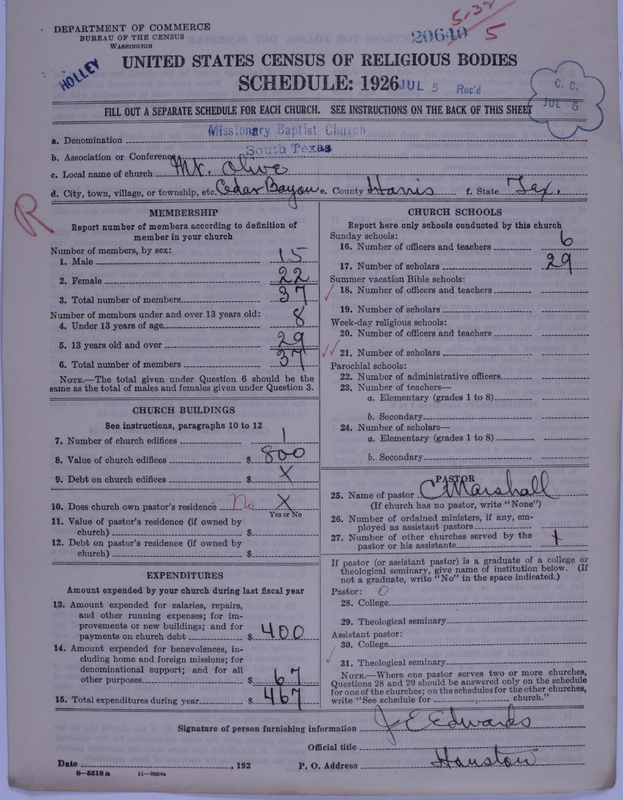 DEPARTMENT OF COMMERCE
BUREAU OF THE CENSUS
WASHINGTON
5-32
20640 5
HOLLEY
UNITED STATES CENSUS OF RELIGIOUS BODIES
SCHEDULE: 1926 JUL 5 Rec'd
C. C.
JUL 5
FILL OUT A SEPARATE SCHEDULE FOR EACH CHURCH. SEE INSTRUCTIONS ON THE BACK OF THIS SHEET
a. Denomination Missionary Baptist Church
b. Association or Conference South Texas
c. Local name of church Mt. Olive
d. City, town, village, or township, etc. Cedar Bayou e. County Harris f. State Tex.
R
MEMBERSHIP
Report number of members according to definition of
member in your church
Number of members, by sex:
1. Male 15
2. Female 22
3. Total number of members 37
Number of members under and over 13 years old:
4. Under 13 years of age 8
5. 13 years old and over 29
6. Total number of members 37
NOTE.—The total given under Question 6 should be the
same as the total of males and females given under Question 3.
CHURCH BUILDINGS
See instructions, paragraphs 10 to 12
7. Number of church edifices 1
8. Value of church edifices $ 800
9. Debt on church edifices $ X
10. Does church own pastor's residence No X
Yes or No
11. Value of pastor's residence (if owned by
church) $
12. Debt on pastor's residence (if owned by
church) $
EXPENDITURES
Amount expended by your church during last fiscal year
13. Amount expended for salaries, repairs,
and other running expenses; for im-
provements or new buildings; and for
payments on church debt $ 400
14. Amount expended for benevolences, in-
cluding home and foreign missions; for
denominational support; and for all
other purposes $ 67
15. Total expenditures during year $ 467
CHURCH SCHOOLS
Report here only schools conducted by this church
Sunday schools:
16. Number of officers and teachers 6
17. Number of scholars 29
Summer vacation Bible schools:
18. Number of officers and teachers
19. Number of scholars
Week-day religious schools:
20. Number of officers and teachers
21. Number of scholars
Parochial schools:
22. Number of administrative officers
23. Number of teachers—
a. Elementary (grades 1 to 8)
b. Secondary
24. Number of scholars—
a. Elementary (grades 1 to 8)
b. Secondary
PASTOR
25. Name of pastor C Marshall
(If church has no pastor, write "None")
26. Number of ordained ministers, if any, em-
ployed as assistant pastors
27. Number of other churches served by the
pastor or his assistants
If pastor (or assistant pastor) is a graduate of a college or
theological seminary, give name of institution below. (If
not a graduate, write "No" in the space indicated.)
Pastor: 0
28. College
29. Theological seminary
Assistant pastor:
30. College
31. Theological seminary
NOTE.—Where one pastor serves two or more churches,
Questions 28 and 29 should be answered only on the schedule
for one of the churches; on the schedules for the other churches,
write "See schedule for church."
Signature of person furnishing information J E Edwards
Official title
Date , 192 P. O. Address Houston
8-5518 a 11-9554a